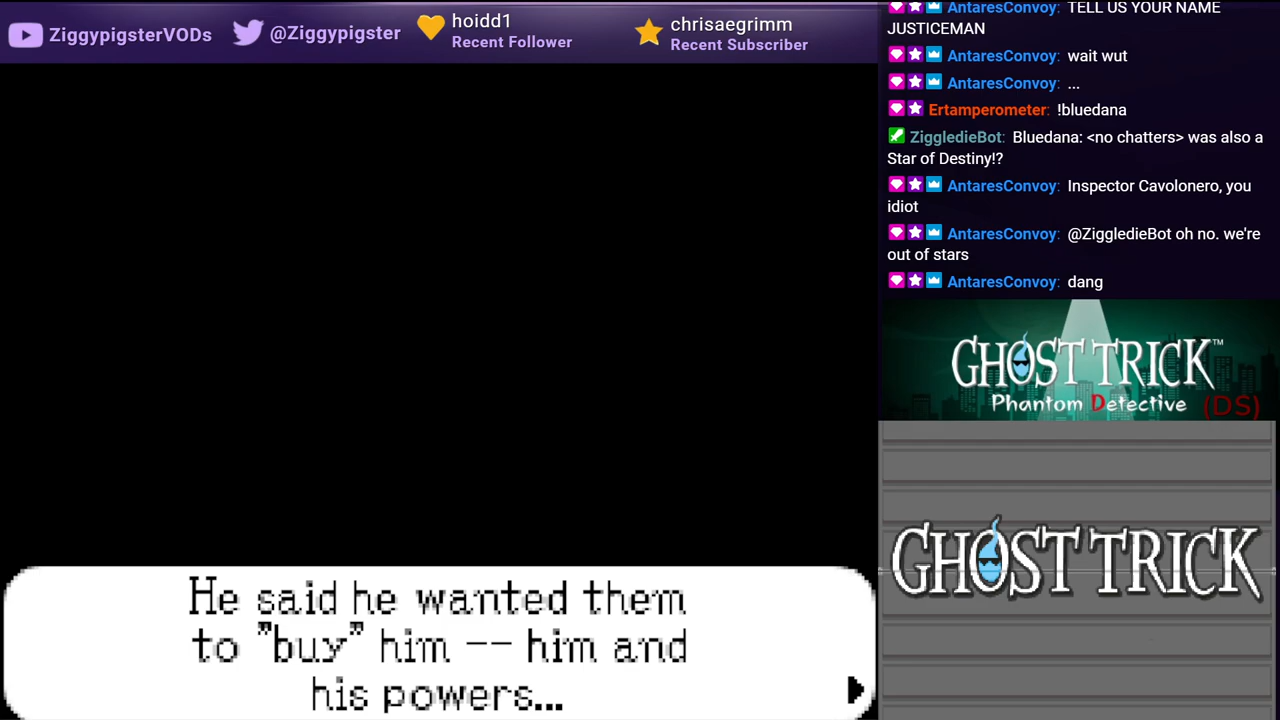 ZiggypigsterVODs
@Ziggypigster
hoidd1
Recent Follower
chrisaegrimm
Recent Subscriber
AntaresConvoy: TELL US YOUR NAME
JUSTICEMAN
AntaresConvoy: wait wut
AntaresConvoy: ...
Ertamperometer: !bluedana
ZiggledieBot: Bluedana: <no chatters> was also a
Star of Destiny!?
AntaresConvoy: Inspector Cavolonero, you
idiot
AntaresConvoy: @ZiggledieBot oh no. we're
out of stars
AntaresConvoy: dang
GHOST TRICK™
Phantom Detective (DS)
GHOST TRICK
He said he wanted them
to "buy" him -- him and
his powers...